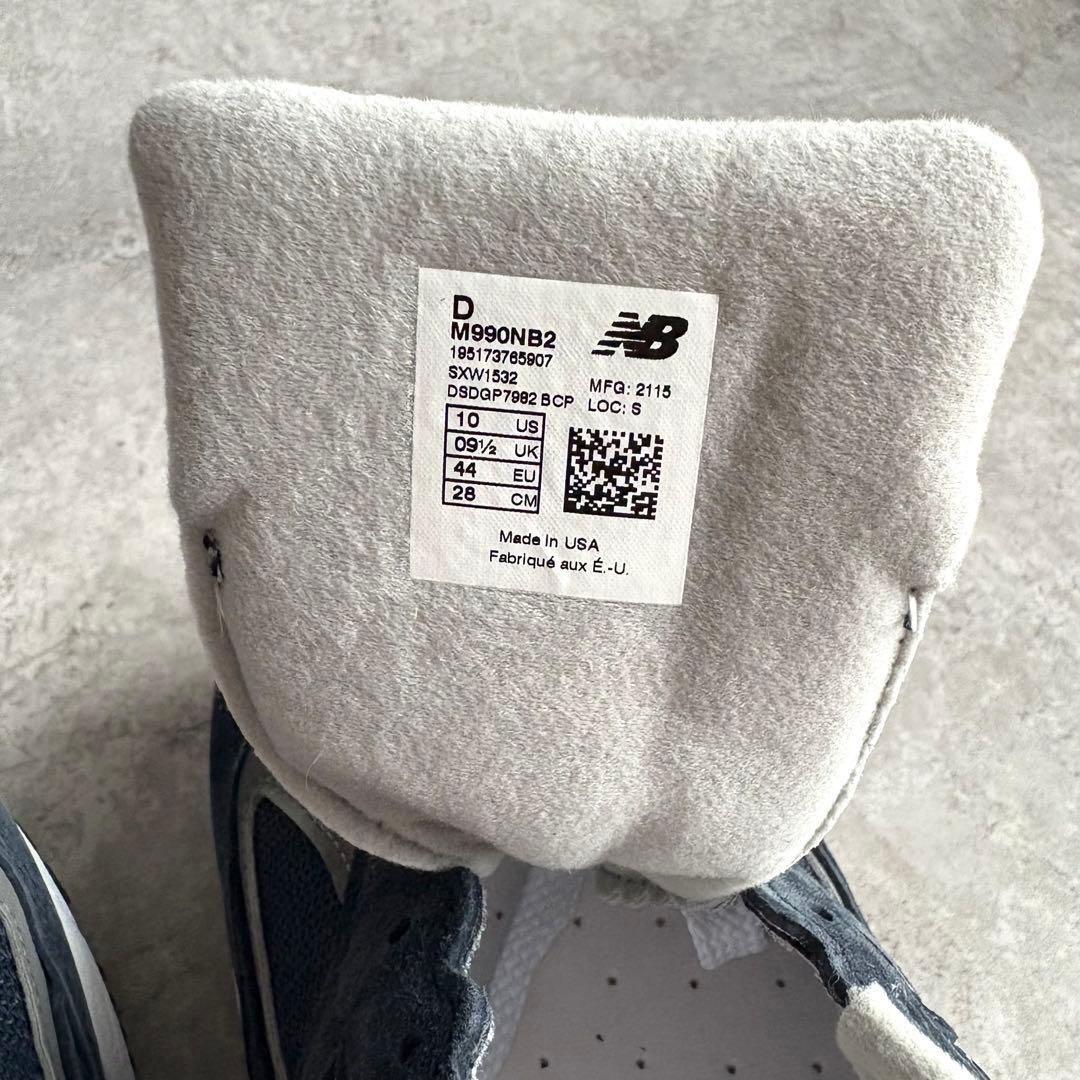 D
M990NB2
195173765907
SXW1532
DSDGP7982 BCP
NB
MFG: 2115
LOC: S
10 US
09½ UK
44 EU
28 CM
Made In USA
Fabriqué aux É.-U.